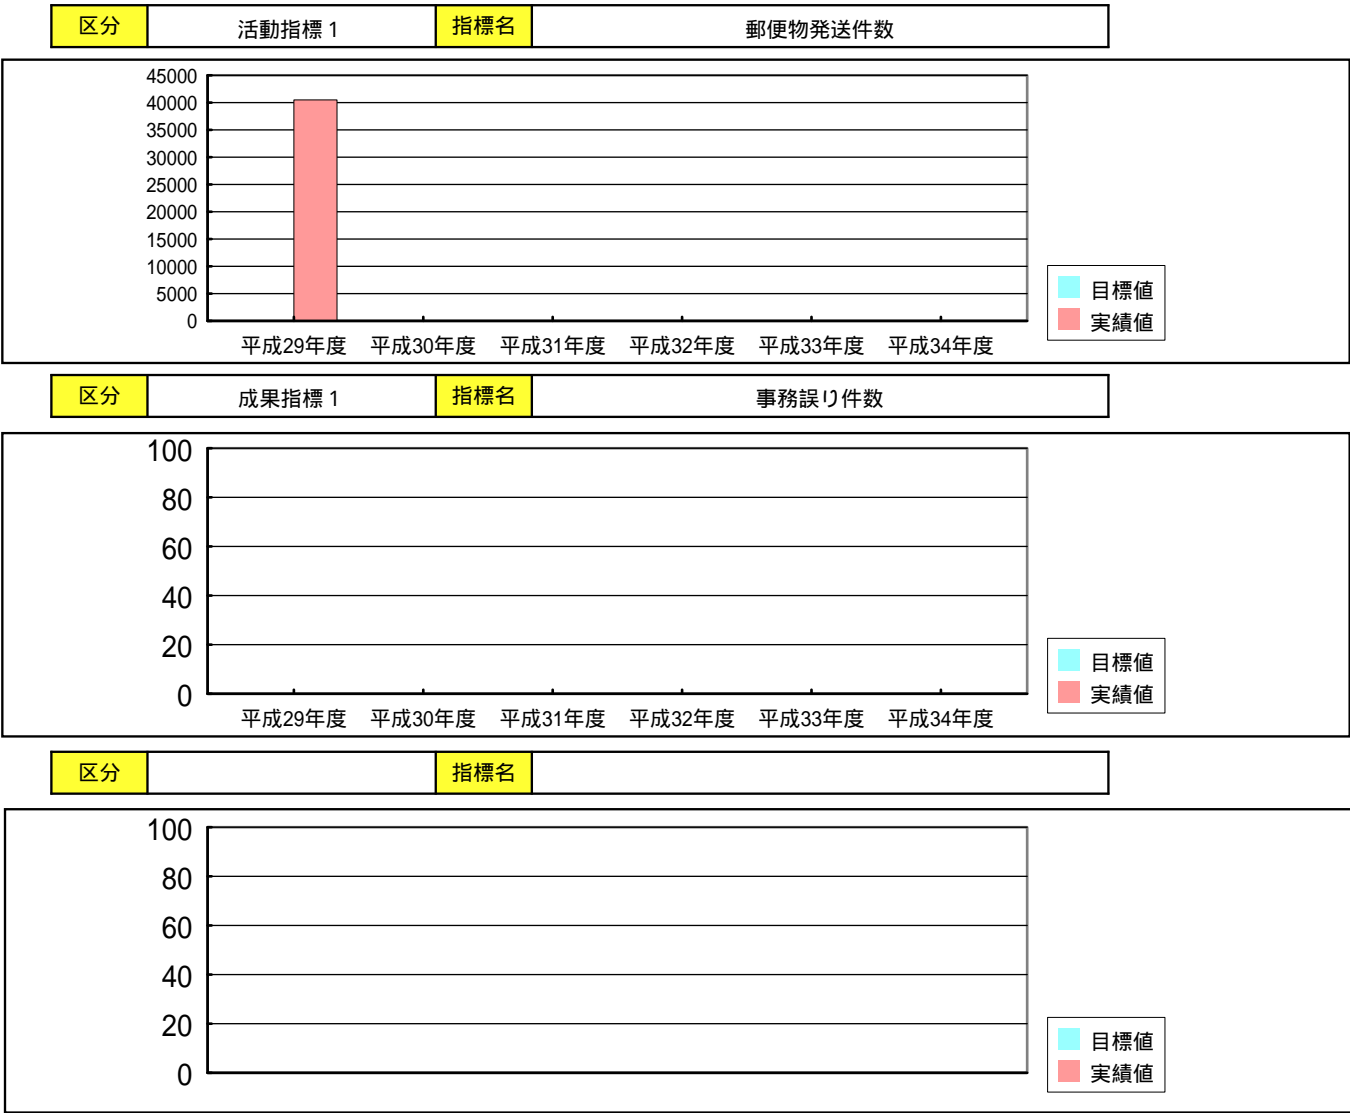 区分 活動指標1 指標名 郵便物発送件数
45000
40000
35000
30000
25000
20000
15000
10000
5000
0
平成29年度 平成30年度 平成31年度 平成32年度 平成33年度 平成34年度
目標値
実績値
区分 成果指標1 指標名 事務誤り件数
100
80
60
40
20
0
平成29年度 平成30年度 平成31年度 平成32年度 平成33年度 平成34年度
目標値
実績値
区分 指標名
100
80
60
40
20
0
目標値
実績値